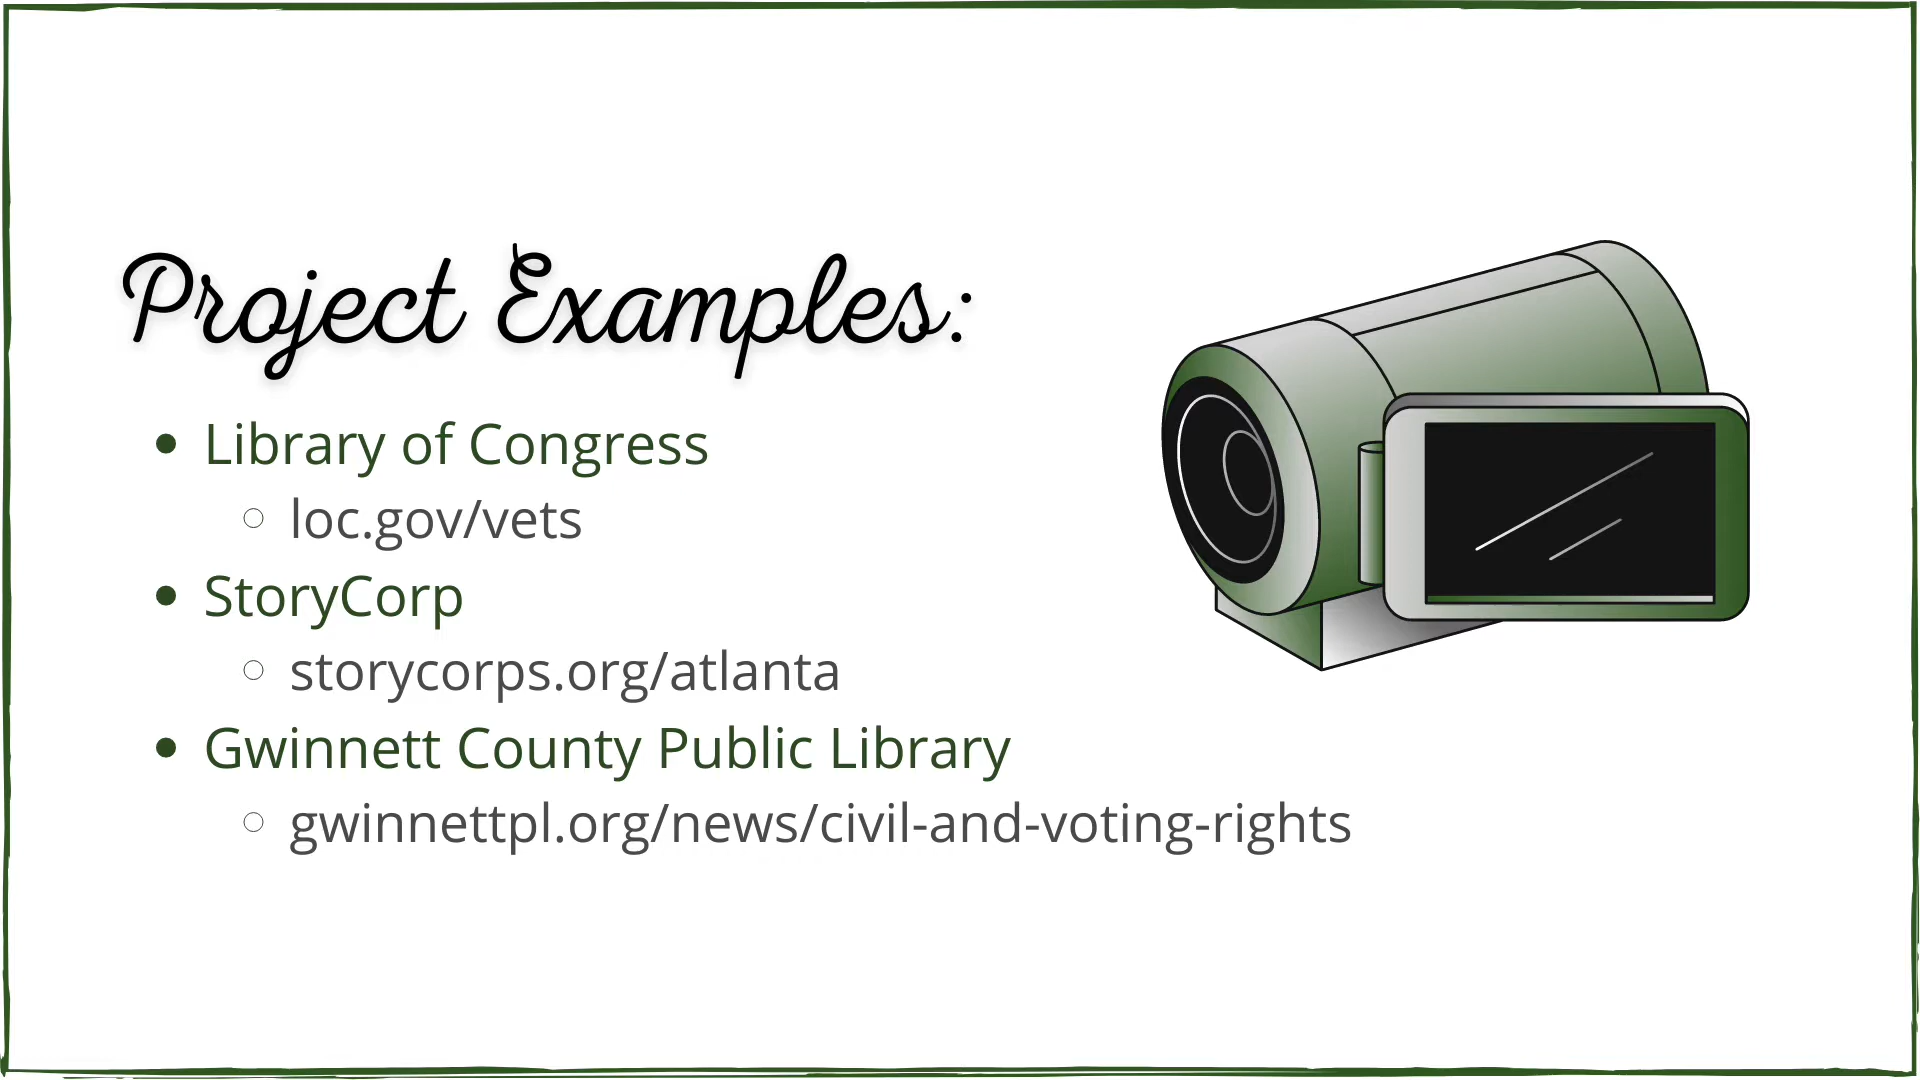 Project Examples:
Library of Congress
loc.gov/vets
StoryCorp
storycorps.org/atlanta
Gwinnett County Public Library
gwinnettpl.org/news/civil-and-voting-rights